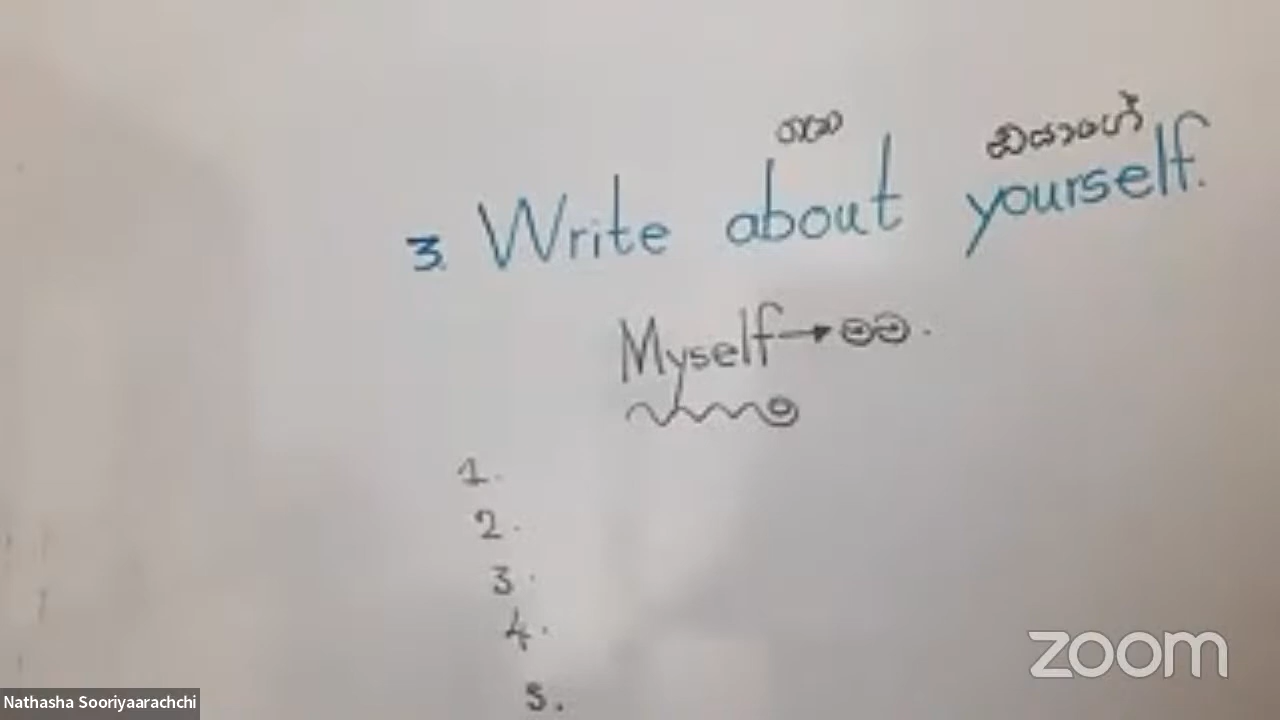 ගැන ඔයාගේ
3. Write about yourself.
Myself → මම.
1.
2.
3.
4.
5.
zoom
Nathasha Sooriyaarachchi